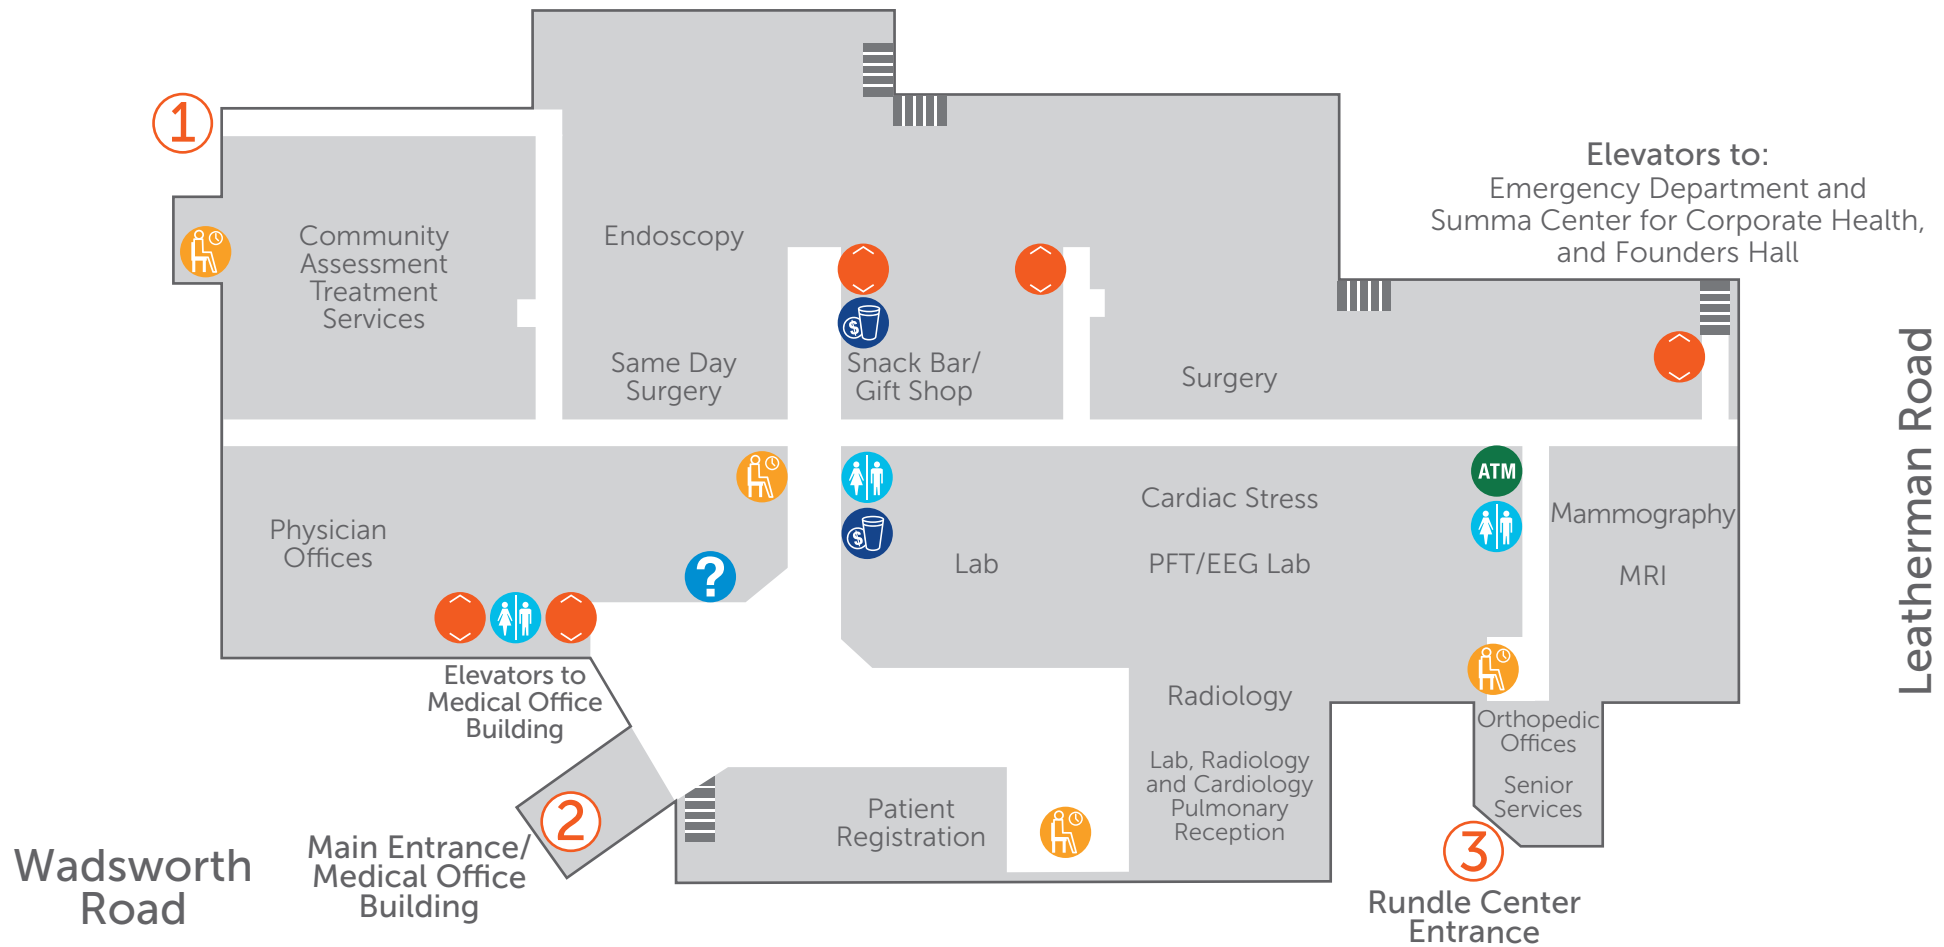 1
Elevators to:
Emergency Department and
Summa Center for Corporate Health,
and Founders Hall
Community
Assessment
Treatment
Services
Endoscopy
$
Same Day
Surgery
Snack Bar/
Gift Shop
Surgery
Leatherman Road
Physician
Offices
?
$
Lab
Cardiac Stress
PFT/EEG Lab
ATM
Mammography
MRI
Elevators to
Medical Office
Building
Radiology
Lab, Radiology
and Cardiology
Pulmonary
Reception
Orthopedic
Offices
Senior
Services
Patient
Registration
2
Main Entrance/
Medical Office
Building
Wadsworth
Road
3
Rundle Center
Entrance